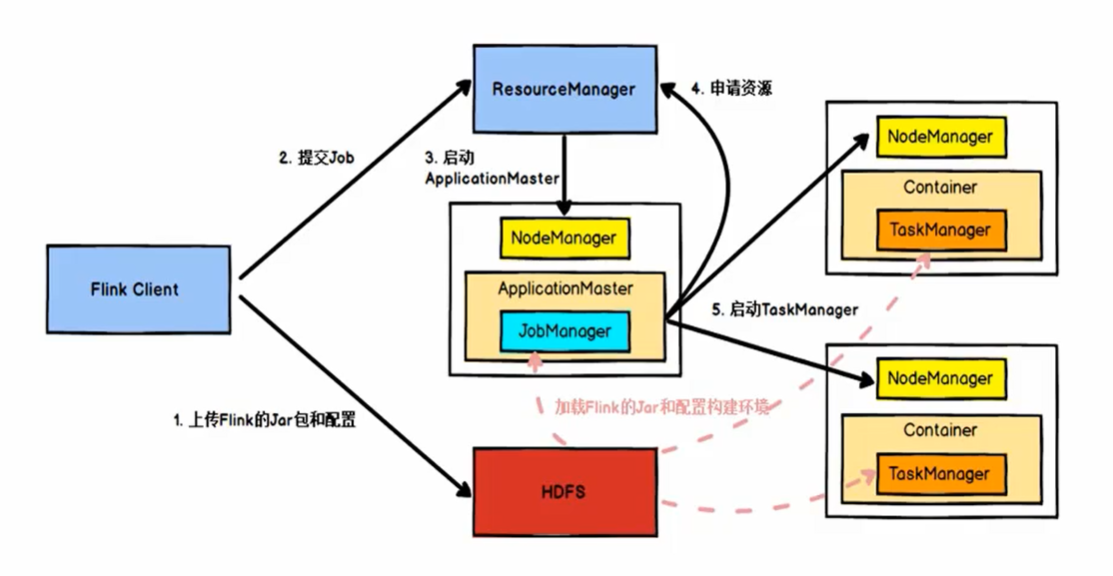 ResourceManager
4. 申请资源
NodeManager
2. 提交Job
3. 启动
ApplicationMaster
Container
TaskManager
NodeManager
Flink Client
ApplicationMaster
JobManager
5. 启动TaskManager
NodeManager
加载Flink的Jar和配置构建环境
1. 上传Flink的Jar包和配置
Container
TaskManager
HDFS